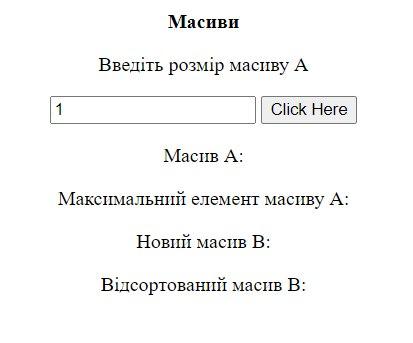 Масиви
Введіть розмір масиву А
1 Click Here
Масив А:
Максимальний елемент масиву А:
Новий масив В:
Відсортований масив В: